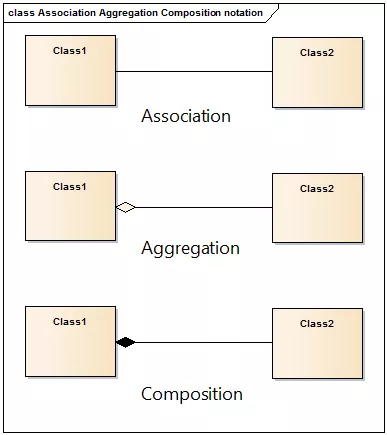 class Association Aggregation Composition notation
Class1
Class2
Association
Class1
Class2
Aggregation
Class1
Class2
Composition